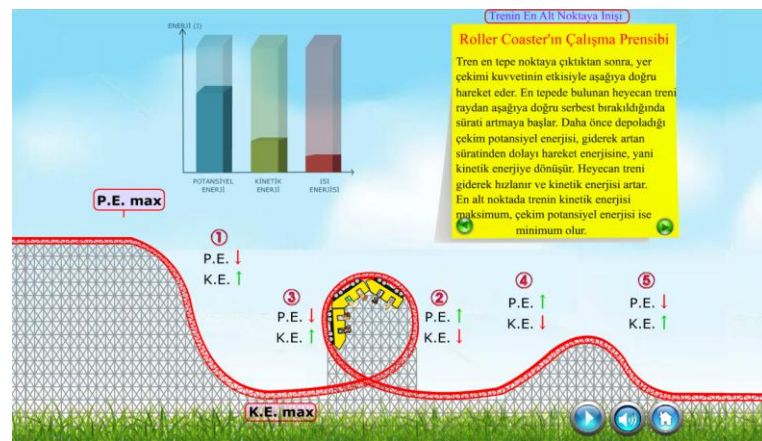 Trenin En Alt Noktaya İnişi
Roller Coaster'ın Çalışma Prensibi
Tren en tepe noktaya çıktıktan sonra, yer
çekimi kuvvetinin etkisiyle aşağıya doğru
hareket eder. En tepede bulunan heyecan treni
raydan aşağıya doğru serbest bırakıldığında
sürati artmaya başlar. Daha önce depoladığı
çekim potansiyel enerjisi, giderek artan
süratinden dolayı hareket enerjisine, yani
kinetik enerjiye dönüşür. Heyecan treni
giderek hızlanır ve kinetik enerjisi artar.
En alt noktada trenin kinetik enerjisi
maksimum, çekim potansiyel enerjisi ise
minimum olur.
ENERJİ (J)
POTANSİYEL
ENERJİ
KİNETİK
ENERJİ
ISI
ENERJİSİ
P.E. max
①
P.E. ↓
K.E. ↑
③
P.E. ↓
K.E. ↑
②
P.E. ↑
K.E. ↓
④
P.E. ↑
K.E. ↓
⑤
P.E. ↓
K.E. ↑
K.E. max